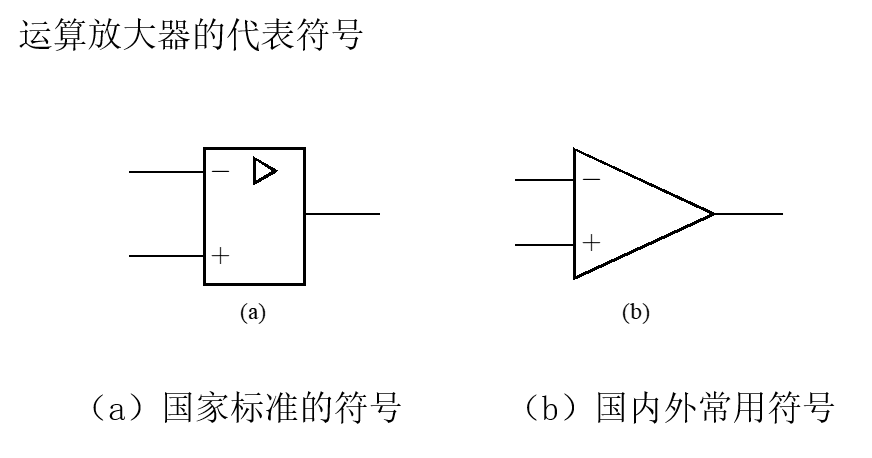 运算放大器的代表符号
− −
+ +
(a) (b)
（a）国家标准的符号 （b）国内外常用符号